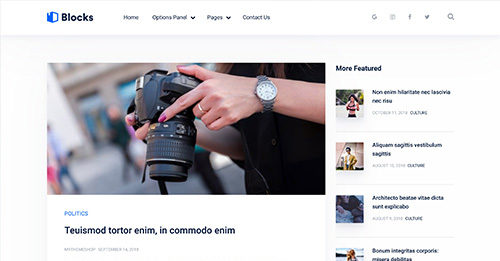 Blocks
Home Options Panel Pages Contact Us
More Featured
Non enim hilaritate nec lascivia
nec risu
OCTOBER 11, 2018 CULTURE
Aliquam sagittis vestibulum
sagittis
AUGUST 10, 2018 CULTURE
Architecto beatae vitae dicta
sunt explicabo
AUGUST 9, 2018 CULTURE
Bonum integritas corporis:
misera debilitas
POLITICS
Teuismod tortor enim, in commodo enim
MYTHEMESHOP SEPTEMBER 14, 2018